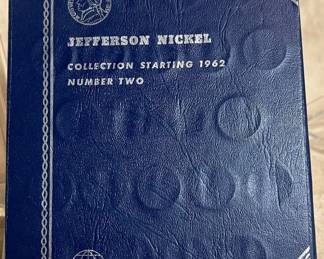 JEFFERSON NICKEL
COLLECTION STARTING 1962
NUMBER TWO